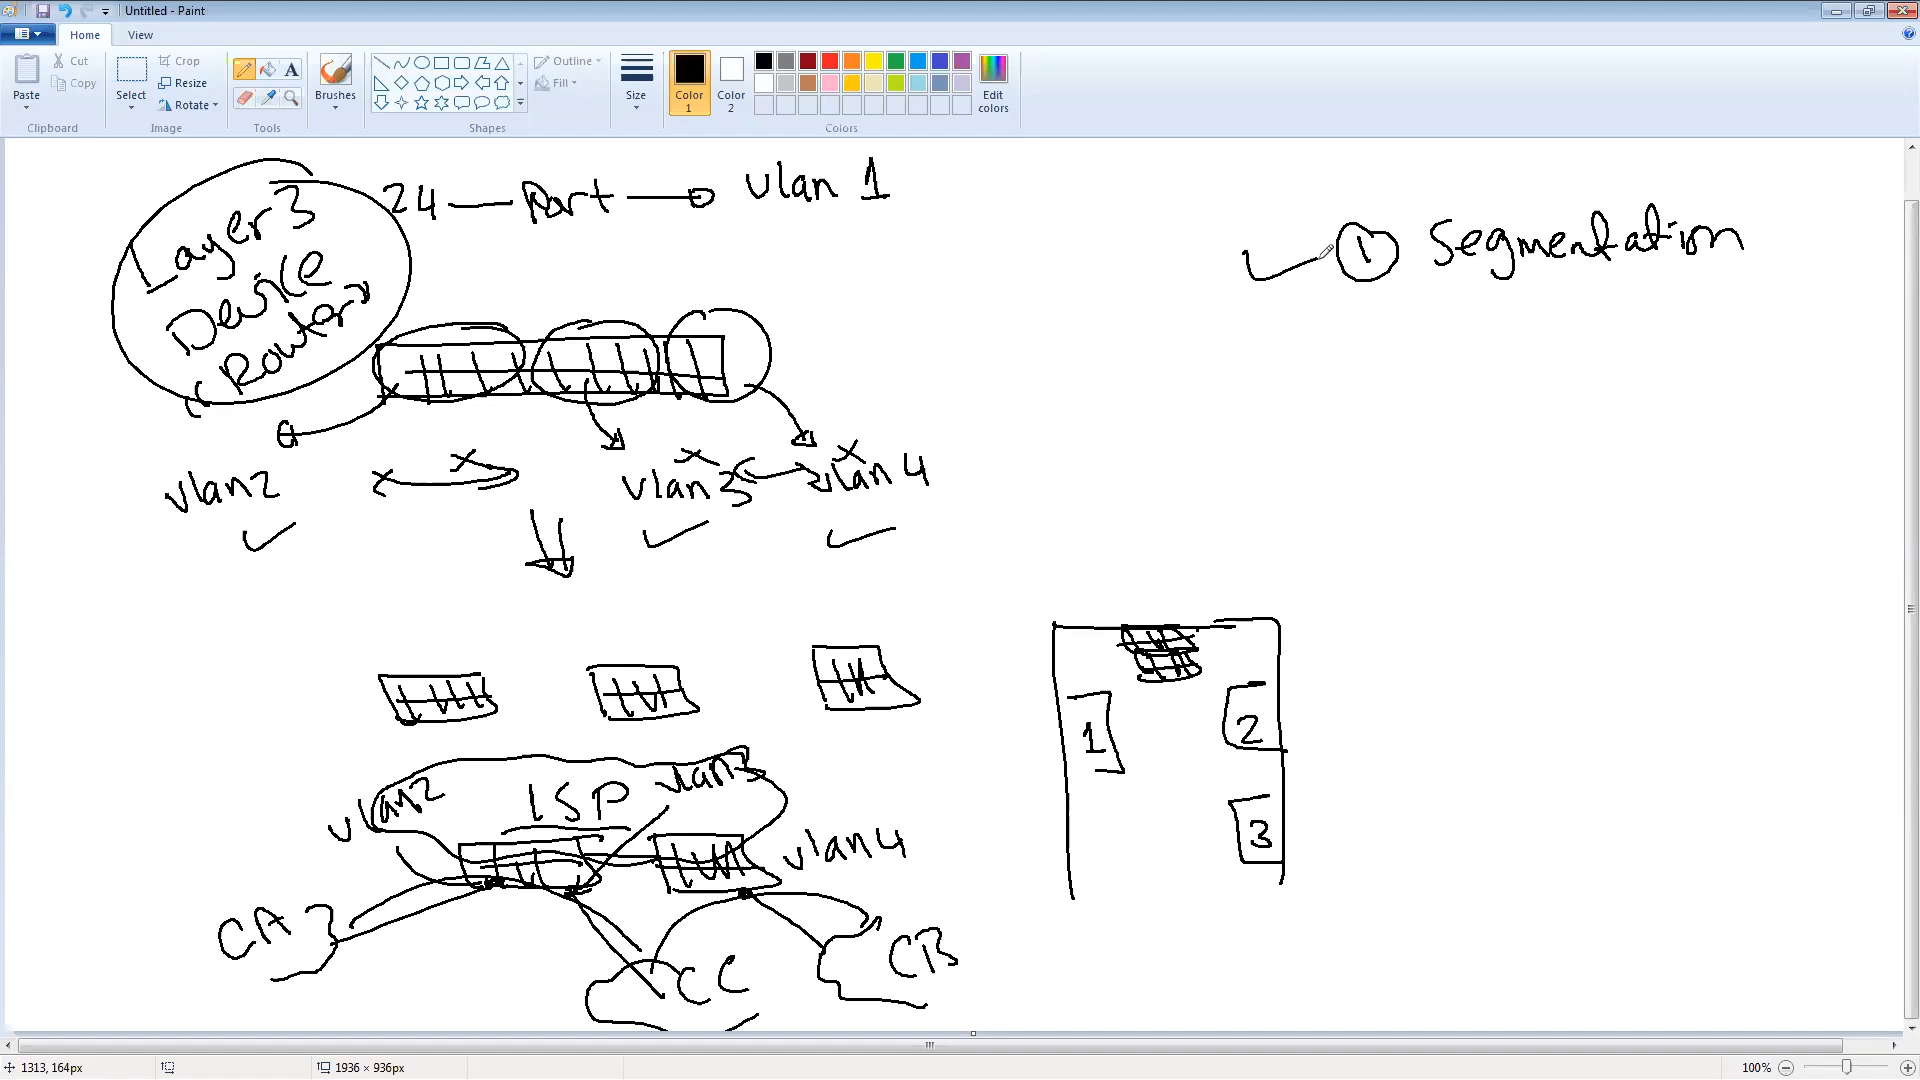 Untitled - Paint
Home
View
Paste
Cut
Copy
Clipboard
Select
Crop
Resize
Rotate
Image
Tools
Brushes
Shapes
Outline
Fill
Size
Color 1
Color 2
Colors
Edit colors
Layer 3
Device
"Router"
24 — Port → vlan 1
① Segmentation
vlan2
vlan 3
vlan 4
vlan2
ISP
vlan3
vlan4
CA
CC
CB
1
2
3
1313, 164px
1936 × 936px
100%